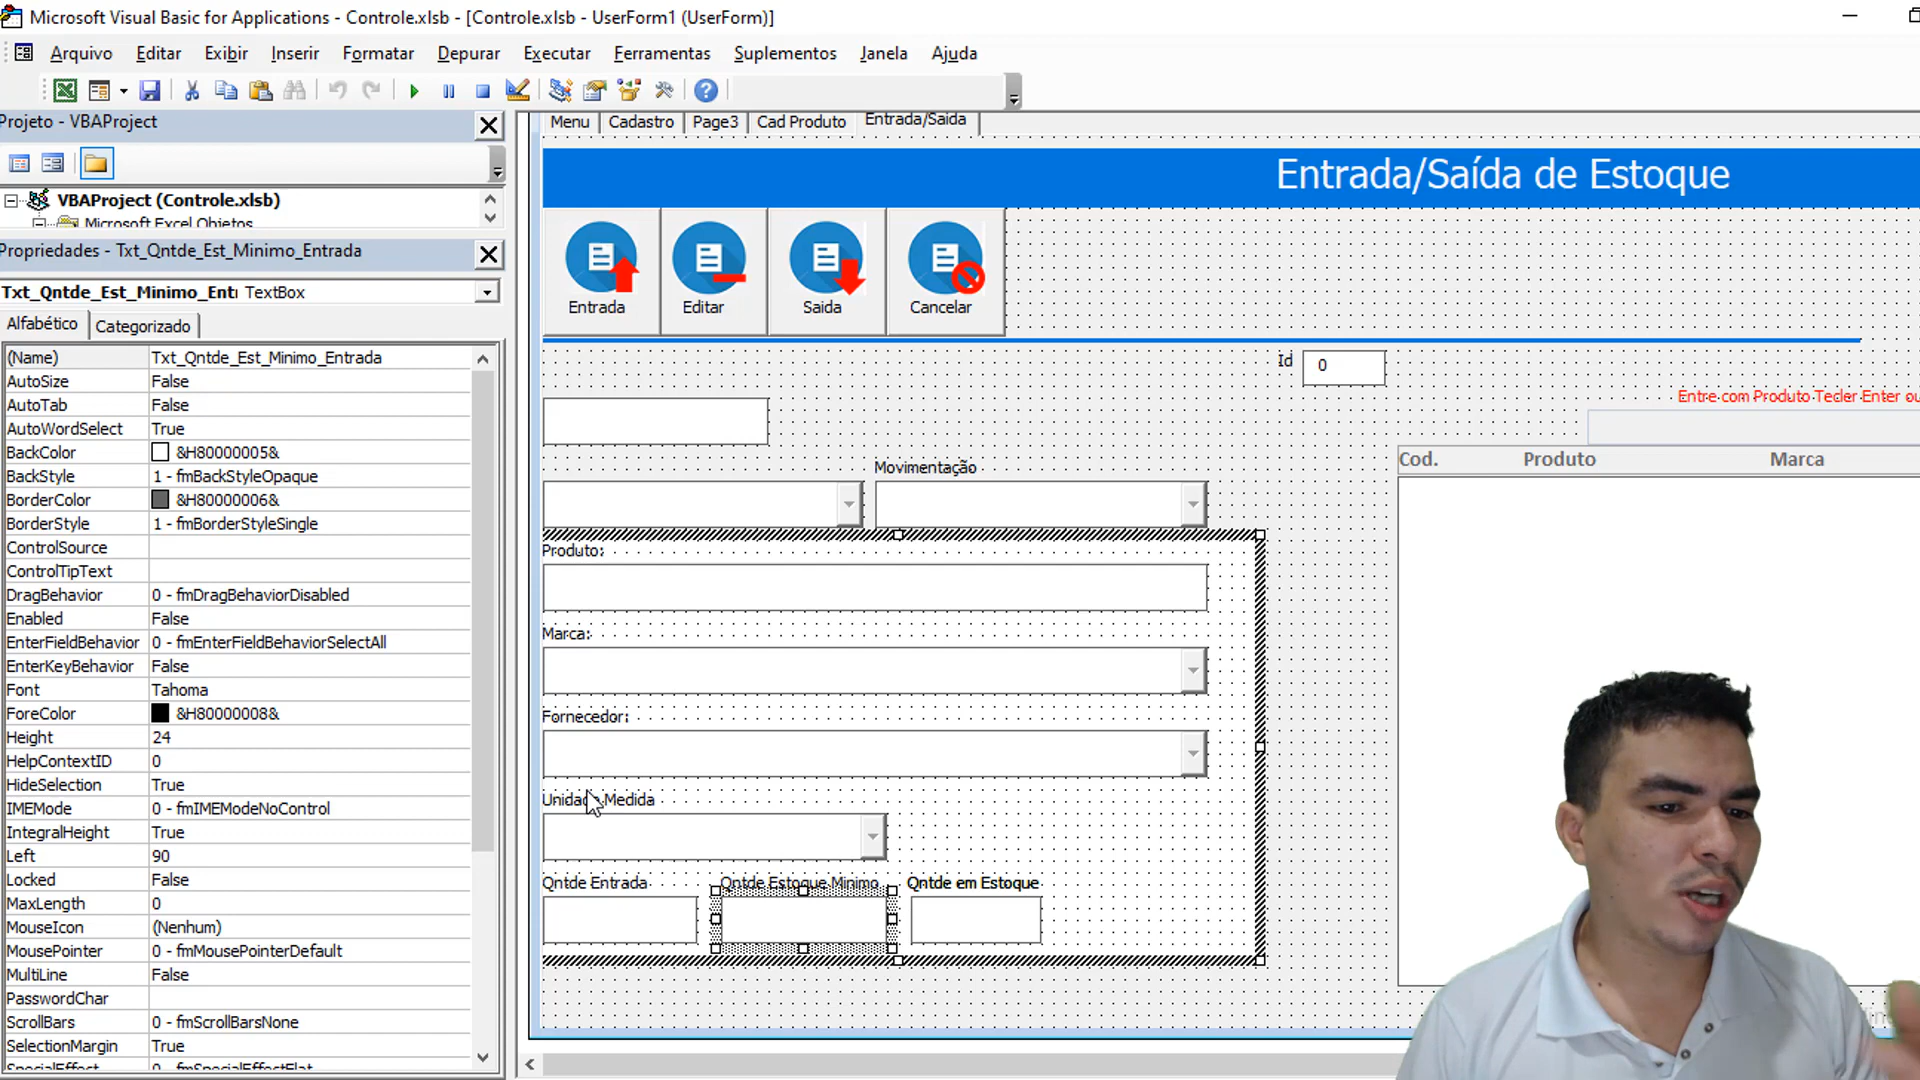 Microsoft Visual Basic for Applications - Controle.xlsb - [Controle.xlsb - UserForm1 (UserForm)]
Arquivo Editar Exibir Inserir Formatar Depurar Executar Ferramentas Suplementos Janela Ajuda
Projeto - VBAProject
VBAProject (Controle.xlsb)
Microsoft Excel Objetos
Propriedades - Txt_Qntde_Est_Minimo_Entrada
Txt_Qntde_Est_Minimo_Ent TextBox
Alfabético Categorizado
(Name) Txt_Qntde_Est_Minimo_Entrada
AutoSize False
AutoTab False
AutoWordSelect True
BackColor &H80000005&
BackStyle 1 - fmBackStyleOpaque
BorderColor &H80000006&
BorderStyle 1 - fmBorderStyleSingle
ControlSource
ControlTipText
DragBehavior 0 - fmDragBehaviorDisabled
Enabled False
EnterFieldBehavior 0 - fmEnterFieldBehaviorSelectAll
EnterKeyBehavior False
Font Tahoma
ForeColor &H80000008&
Height 24
HelpContextID 0
HideSelection True
IMEMode 0 - fmIMEModeNoControl
IntegralHeight True
Left 90
Locked False
MaxLength 0
MouseIcon (Nenhum)
MousePointer 0 - fmMousePointerDefault
MultiLine False
PasswordChar
ScrollBars 0 - fmScrollBarsNone
SelectionMargin True
SpecialEffect 0 - fmSpecialEffectFlat
Menu Cadastro Page3 Cad Produto Entrada/Saida
Entrada/Saída de Estoque
Entrada Editar Saida Cancelar
Id 0
Entre com Produto Tecler Enter ou
Movimentação
Cod. Produto Marca
Produto:
Marca:
Fornecedor:
Unidade Medida
Qntde Entrada Qntde Estoque Minimo Qntde em Estoque